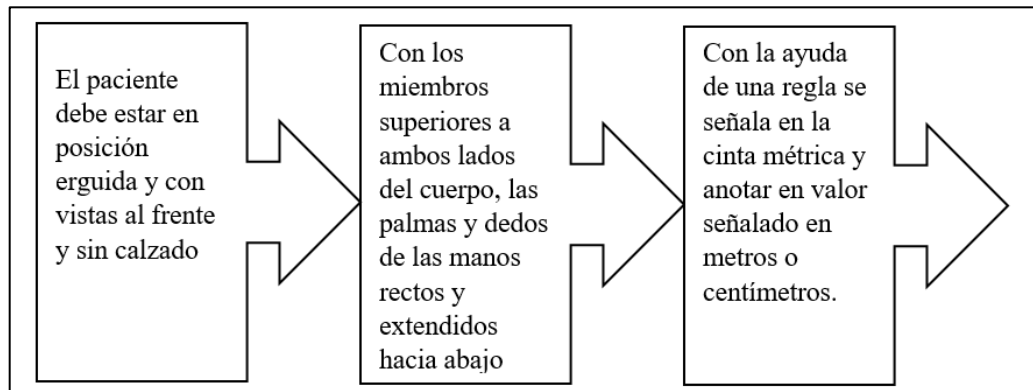 El paciente
debe estar en
posición
erguida y con
vistas al frente
y sin calzado
Con los
miembros
superiores a
ambos lados
del cuerpo, las
palmas y dedos
de las manos
rectos y
extendidos
hacia abajo
Con la ayuda
de una regla se
señala en la
cinta métrica y
anotar en valor
señalado en
metros o
centímetros.